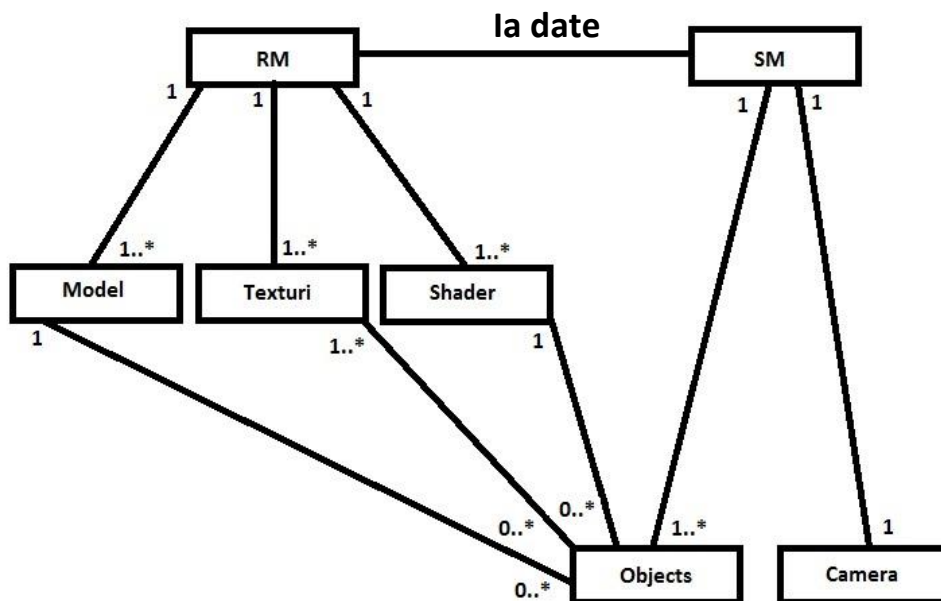 Ia date
RM
SM
1
1
1
1
1
1..*
1..*
1..*
Model
Texturi
Shader
1
1..*
1
0..*
0..*
1..*
1
0..*
Objects
Camera